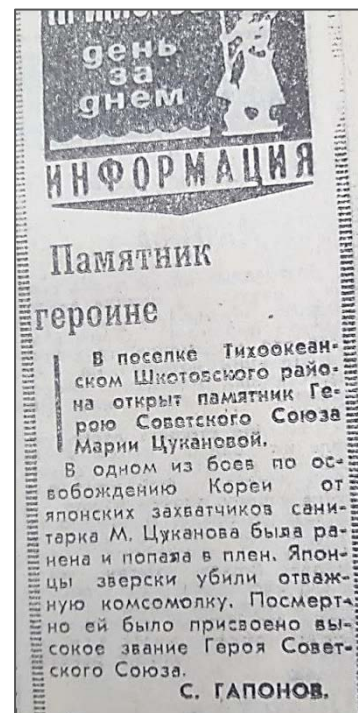 день
за
днем
ИНФОРМАЦИЯ
Памятник
героине
В поселке Тихоокеан-
ском Шкотовского райо-
на открыт памятник Ге-
рою Советского Союза
Марии Цукановой.
В одном из боев по ос-
вобождению Кореи от
японских захватчиков сани-
тарка М. Цуканова была ра-
нена и попала в плен. Япон-
цы зверски убили отваж-
ную комсомолку. Посмерт-
но ей было присвоено вы-
сокое звание Героя Совет-
ского Союза.
С. ГАПОНОВ.